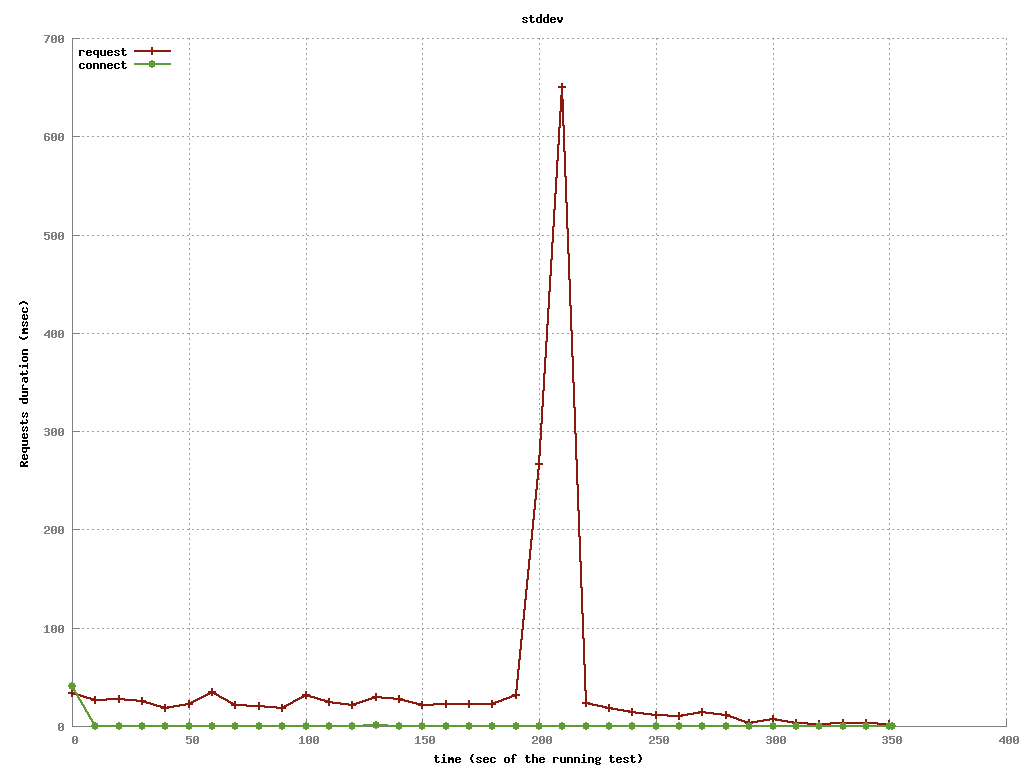 stddev
700
request
connect
600
500
400
300
200
100
0
Requests duration (msec)
0 50 100 150 200 250 300 350 400
time (sec of the running test)